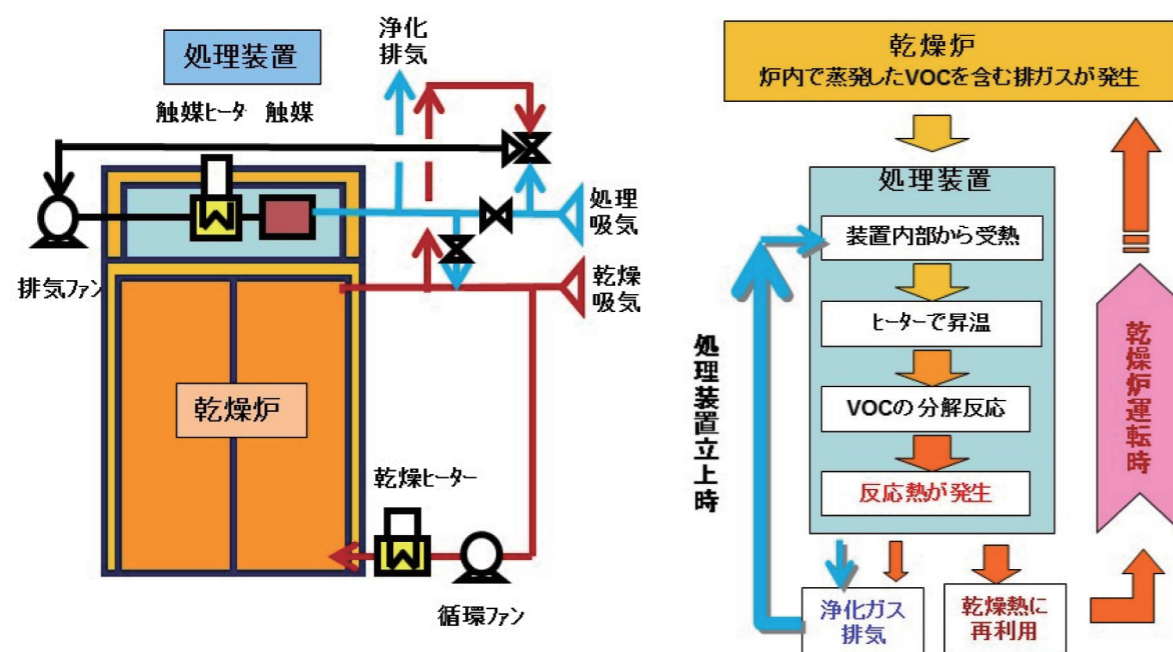 処理装置
浄化
排気
触媒ヒータ 触媒
処理
吸気
乾燥
吸気
排気ファン
乾燥炉
乾燥ヒーター
循環ファン
乾燥炉
炉内で蒸発したVOCを含む排ガスが発生
処理装置
装置内部から受熱
ヒーターで昇温
VOCの分解反応
反応熱が発生
処理装置立上時
乾燥炉運転時
浄化ガス
排気
乾燥熱に
再利用